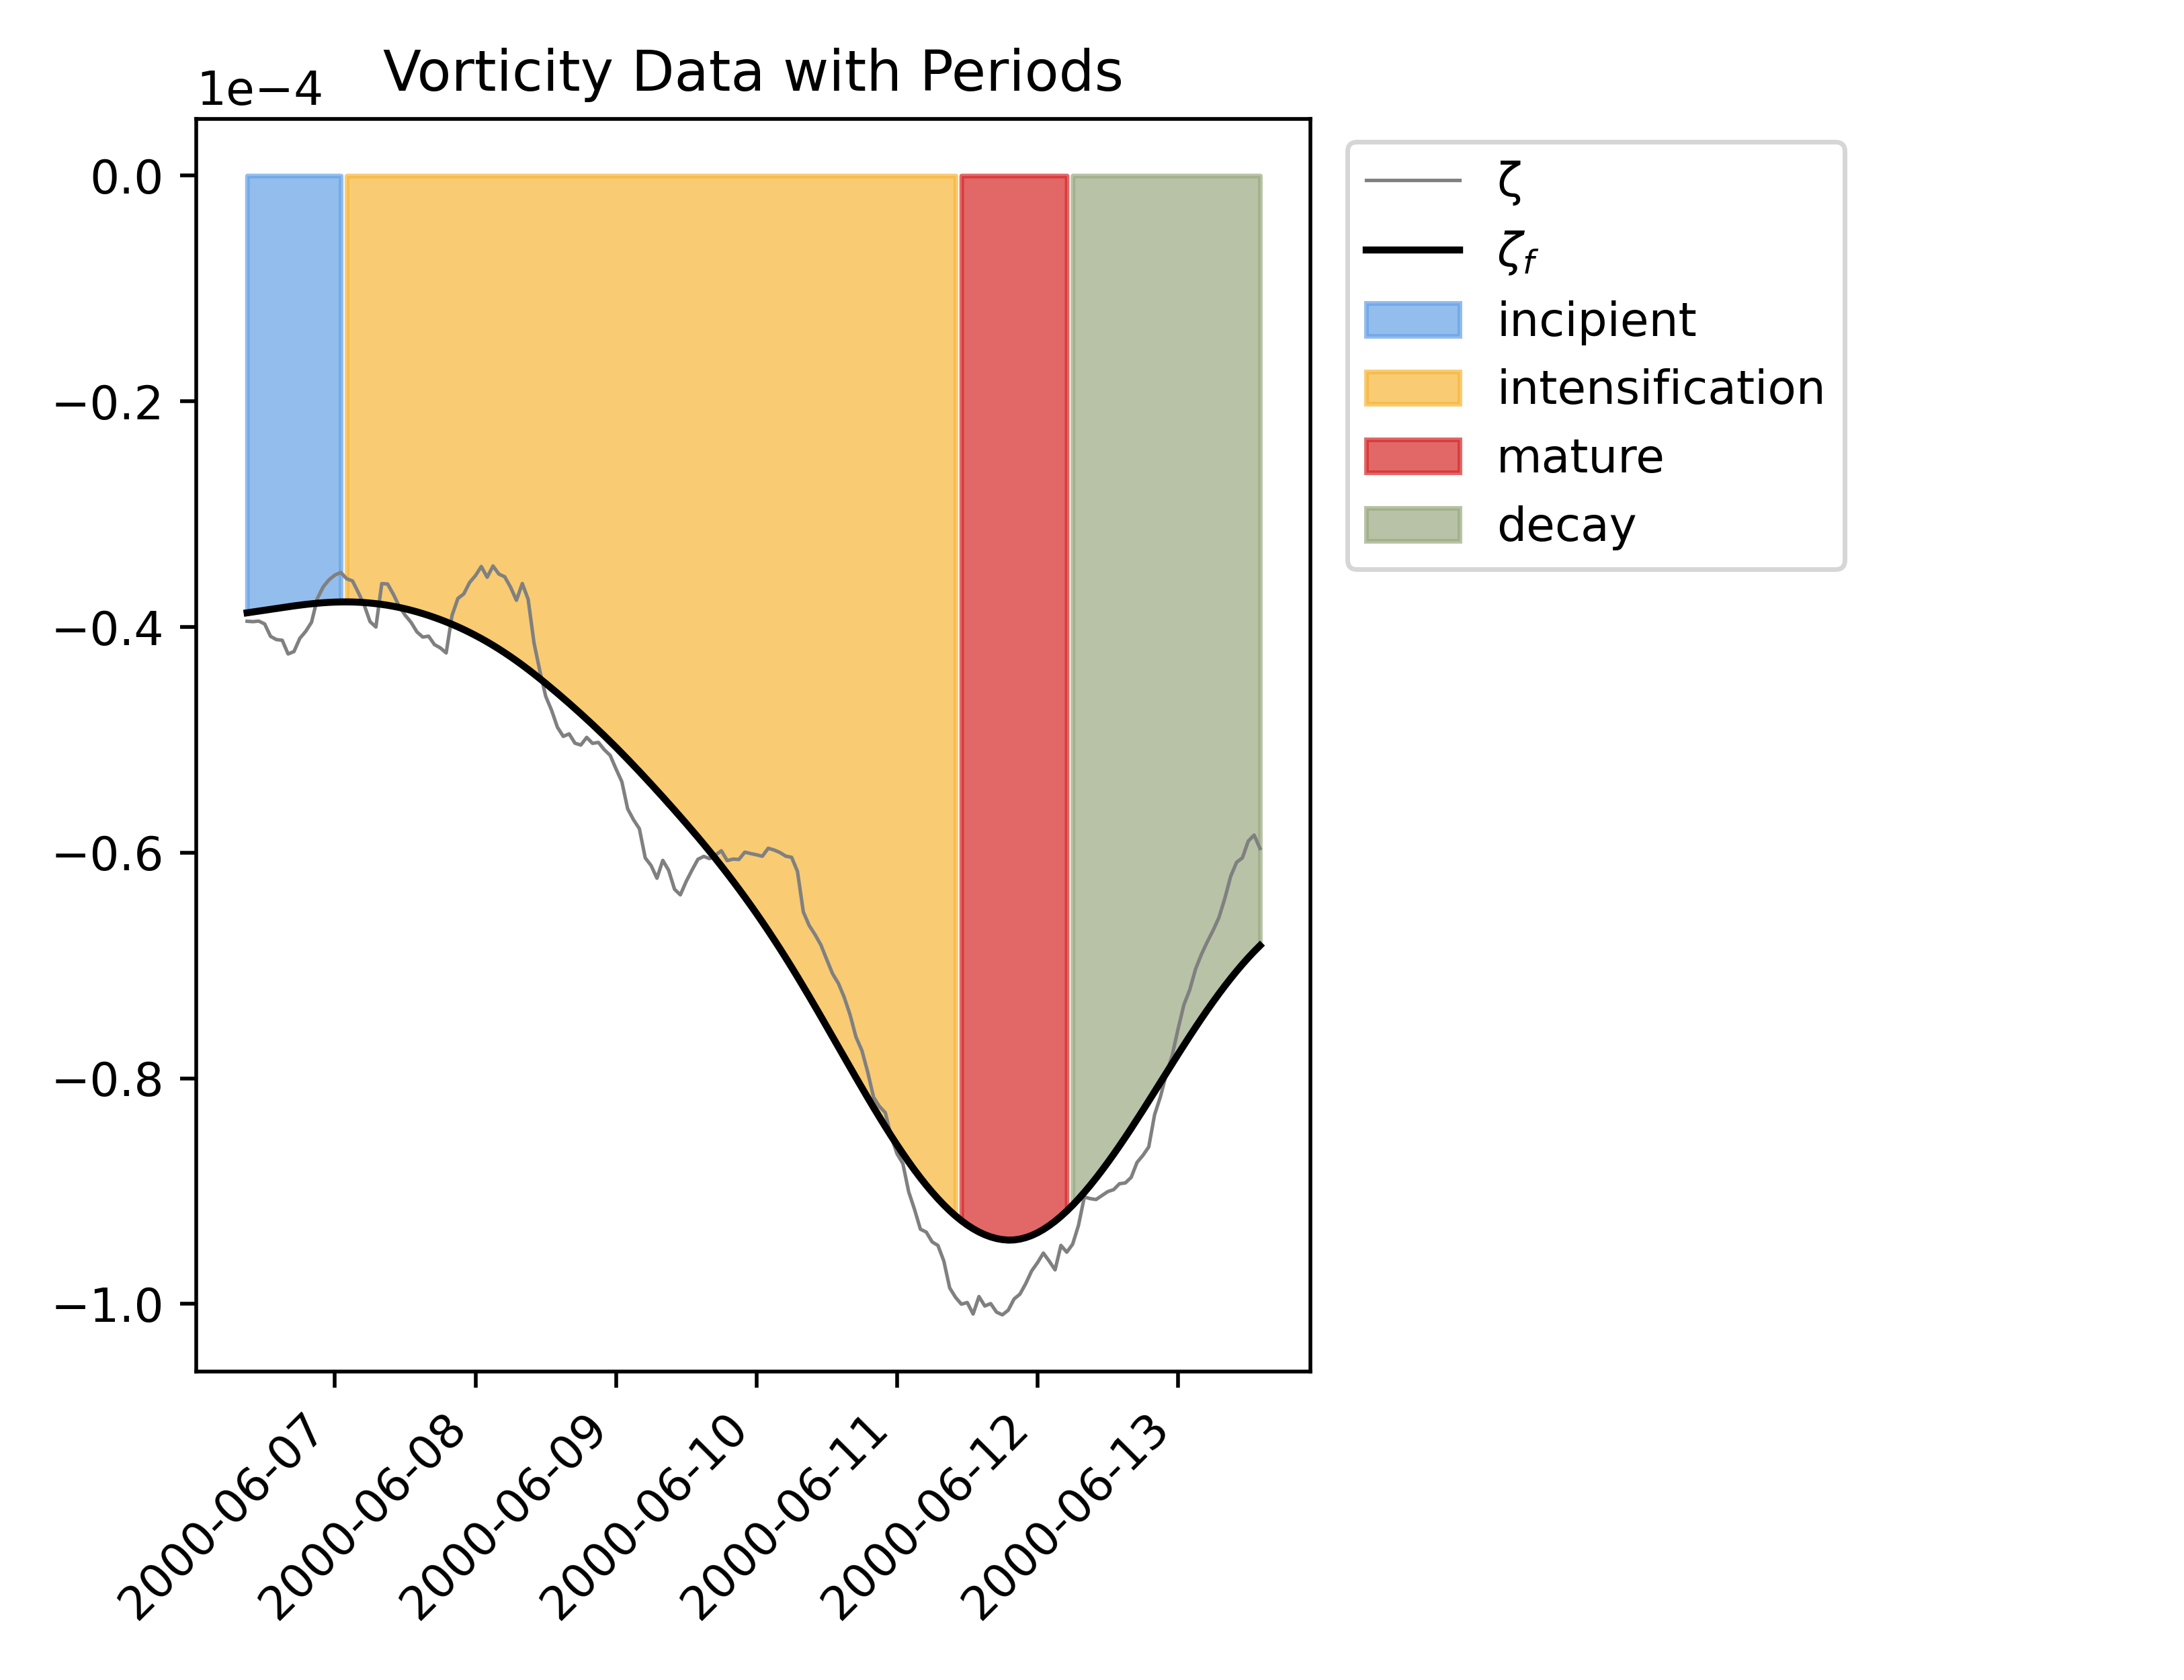 Vorticity Data with Periods
1e−4
0.0
−0.2
−0.4
−0.6
−0.8
−1.0
2000-06-07
2000-06-08
2000-06-09
2000-06-10
2000-06-11
2000-06-12
2000-06-13
ζ
ζf
incipient
intensification
mature
decay